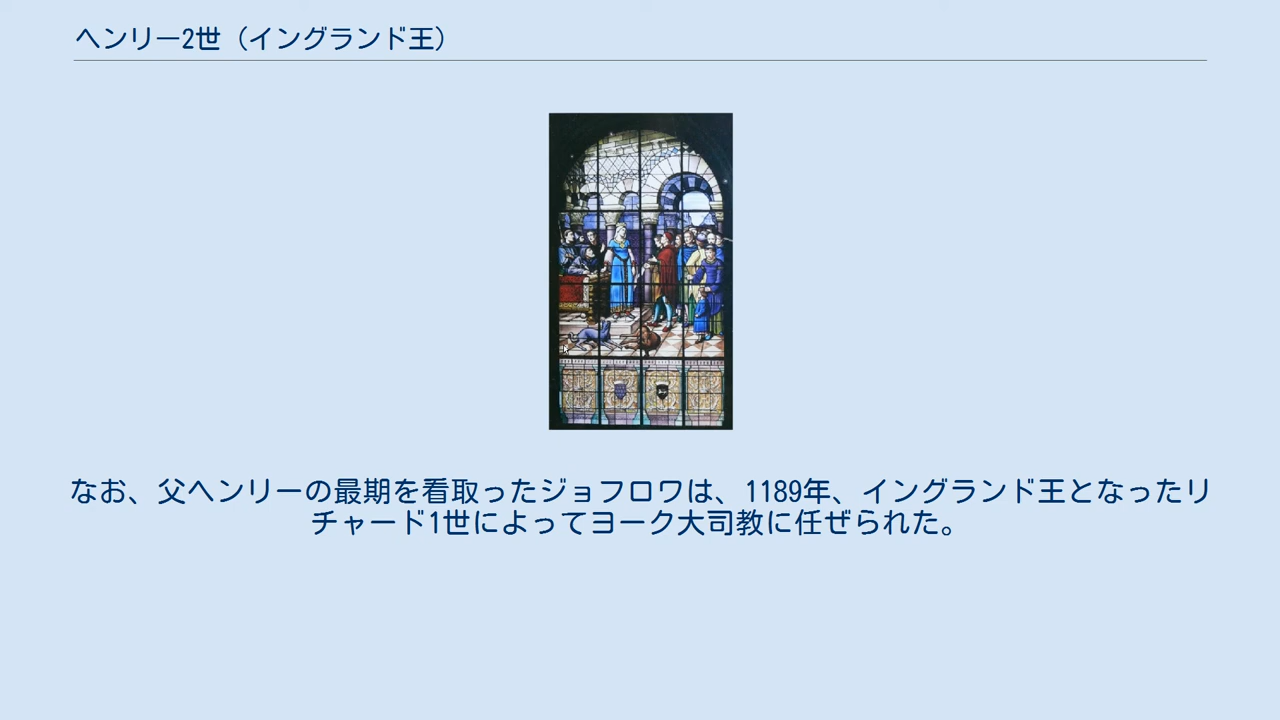 ヘンリー2世（イングランド王）
なお、父ヘンリーの最期を看取ったジョフロワは、1189年、イングランド王となったリ
チャード1世によってヨーク大司教に任ぜられた。